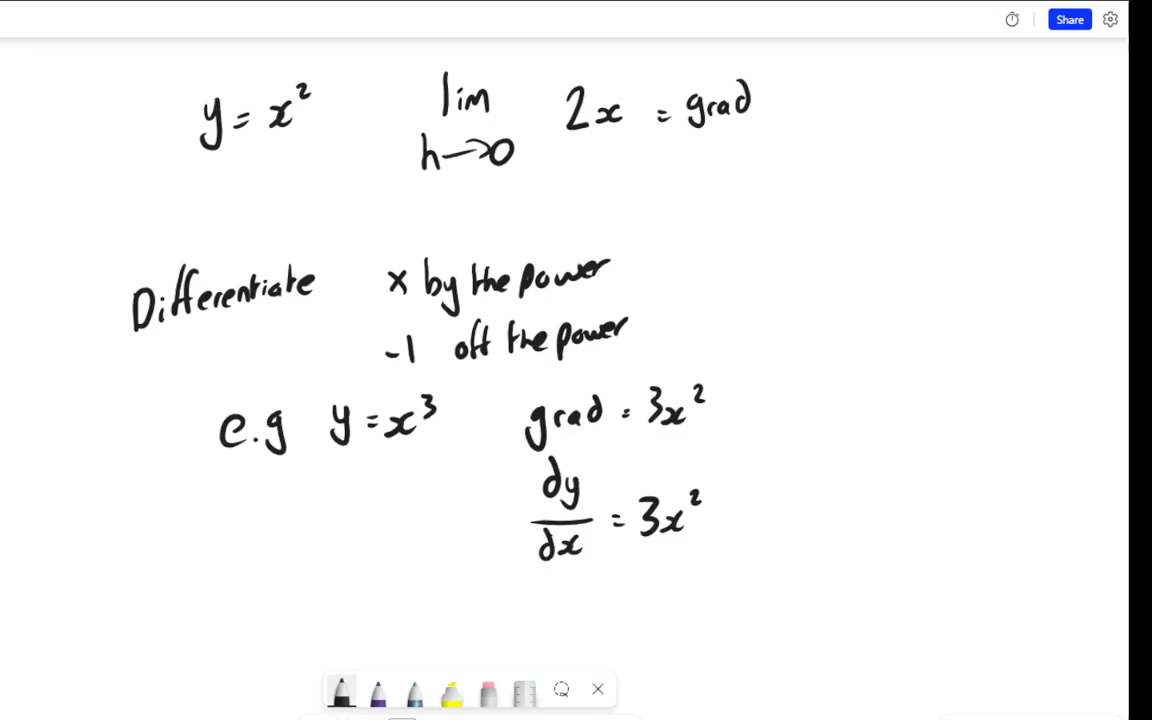 Share
y = x² lim 2x = grad
h→0
Differentiate × by the power
-1 off the power
e.g y = x³ grad = 3x²
dy/dx = 3x²